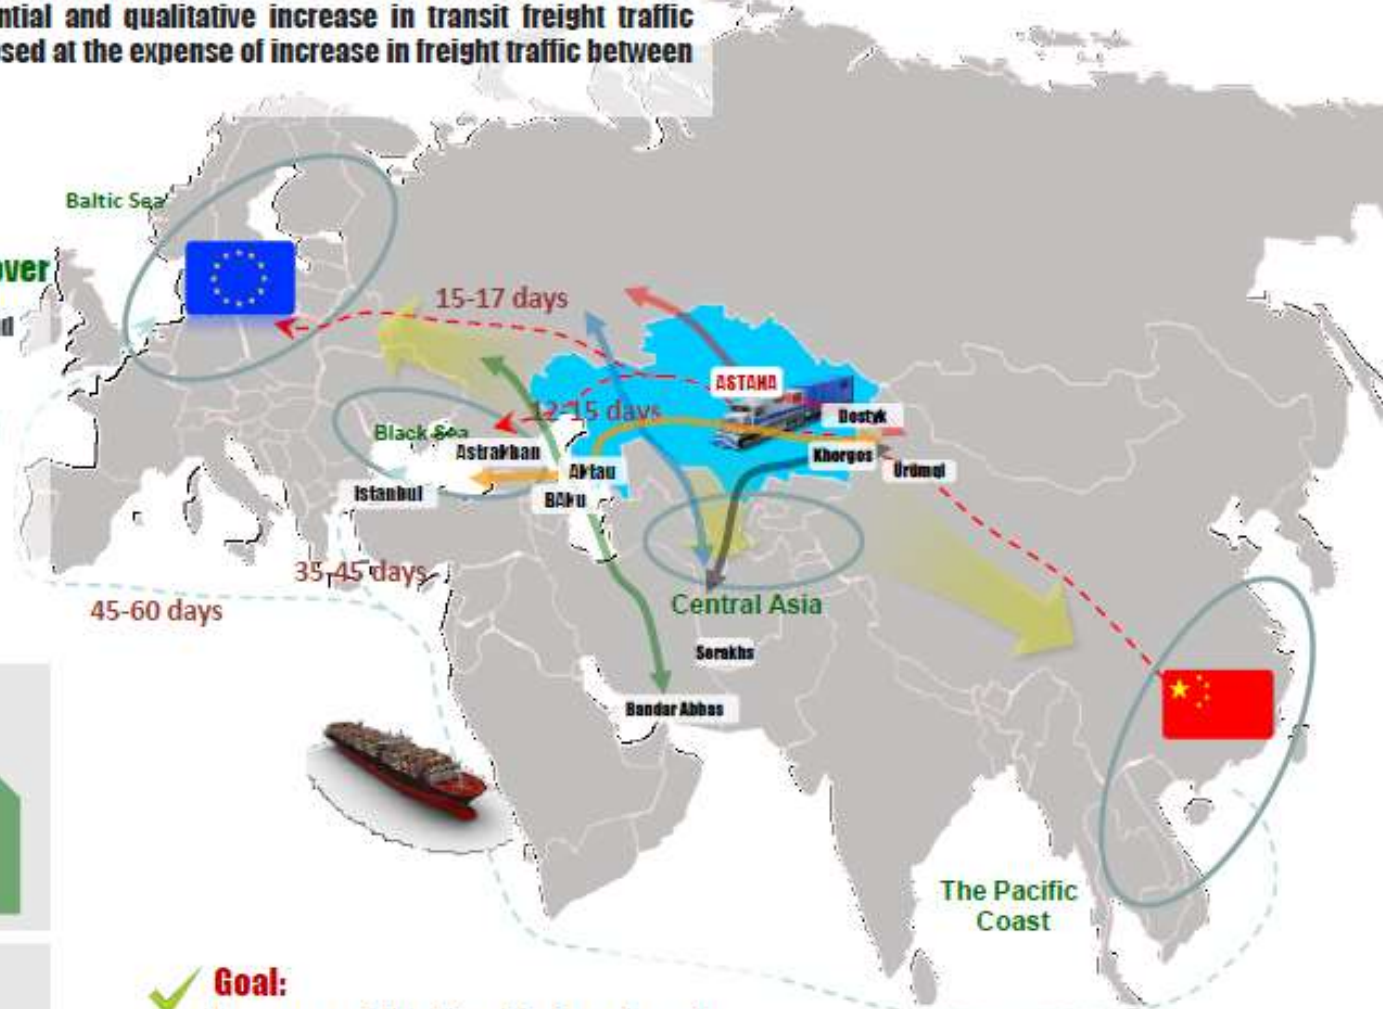 ntial and qualitative increase in transit freight traffic
sed at the expense of increase in freight traffic between
Baltic Sea
over
d
15-17 days
ASTANA
12-15 days
Dostyk
Black Sea
Astrakhan
Khorgos
Urumqi
Aktau
Istanbul
BAku
35-45 days
45-60 days
Central Asia
Sorakhs
Bandar Abbas
The Pacific
Coast
Goal: